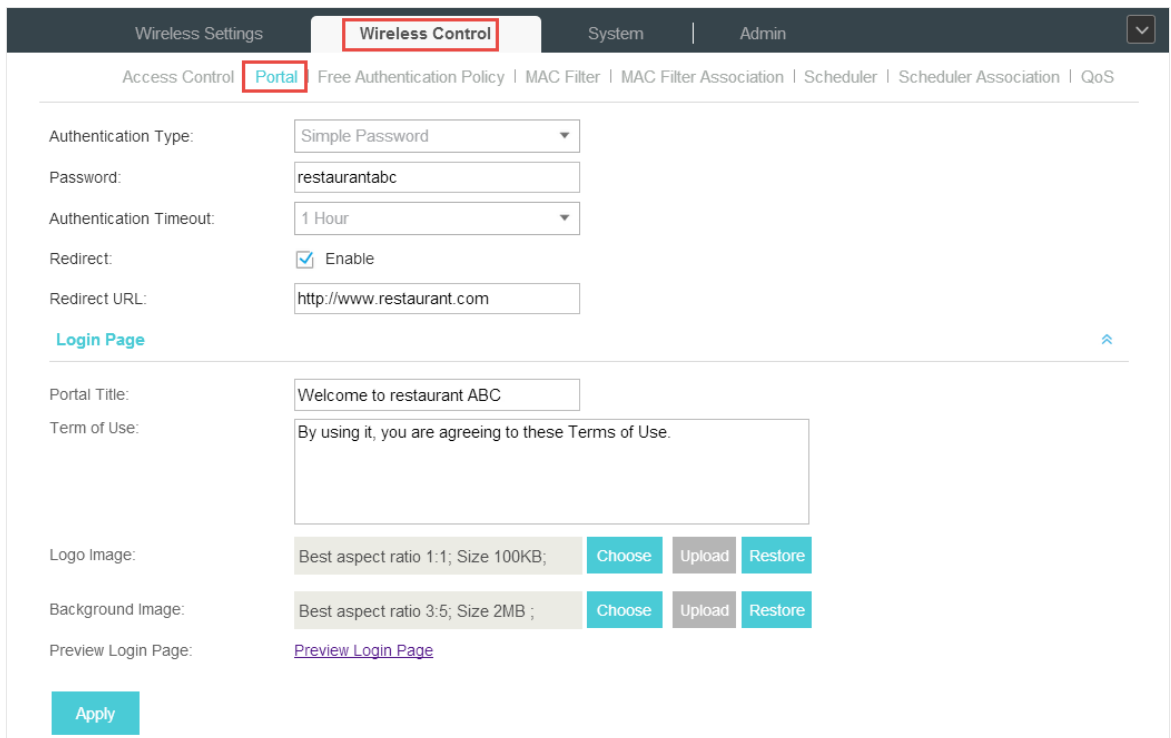 Wireless Settings Wireless Control System | Admin
Access Control | Portal | Free Authentication Policy | MAC Filter | MAC Filter Association | Scheduler | Scheduler Association | QoS
Authentication Type: Simple Password
Password: restaurantabc
Authentication Timeout: 1 Hour
Redirect: Enable
Redirect URL: http://www.restaurant.com
Login Page
Portal Title: Welcome to restaurant ABC
Term of Use: By using it, you are agreeing to these Terms of Use.
Logo Image: Best aspect ratio 1:1; Size 100KB; Choose Upload Restore
Background Image: Best aspect ratio 3:5; Size 2MB ; Choose Upload Restore
Preview Login Page: Preview Login Page
Apply